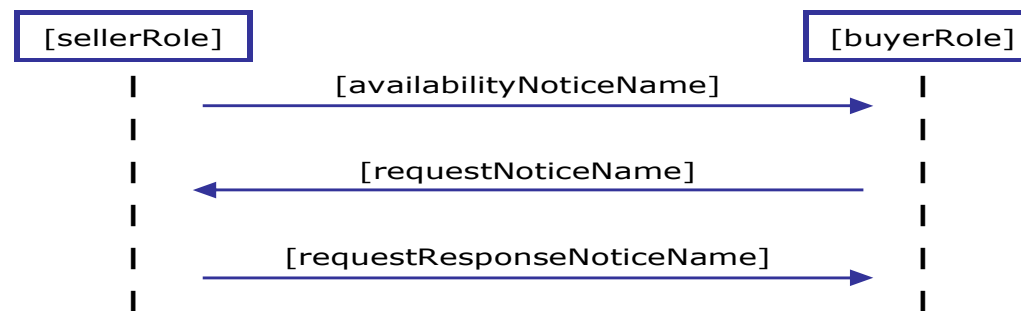 [sellerRole]
[buyerRole]
[availabilityNoticeName]
[requestNoticeName]
[requestResponseNoticeName]